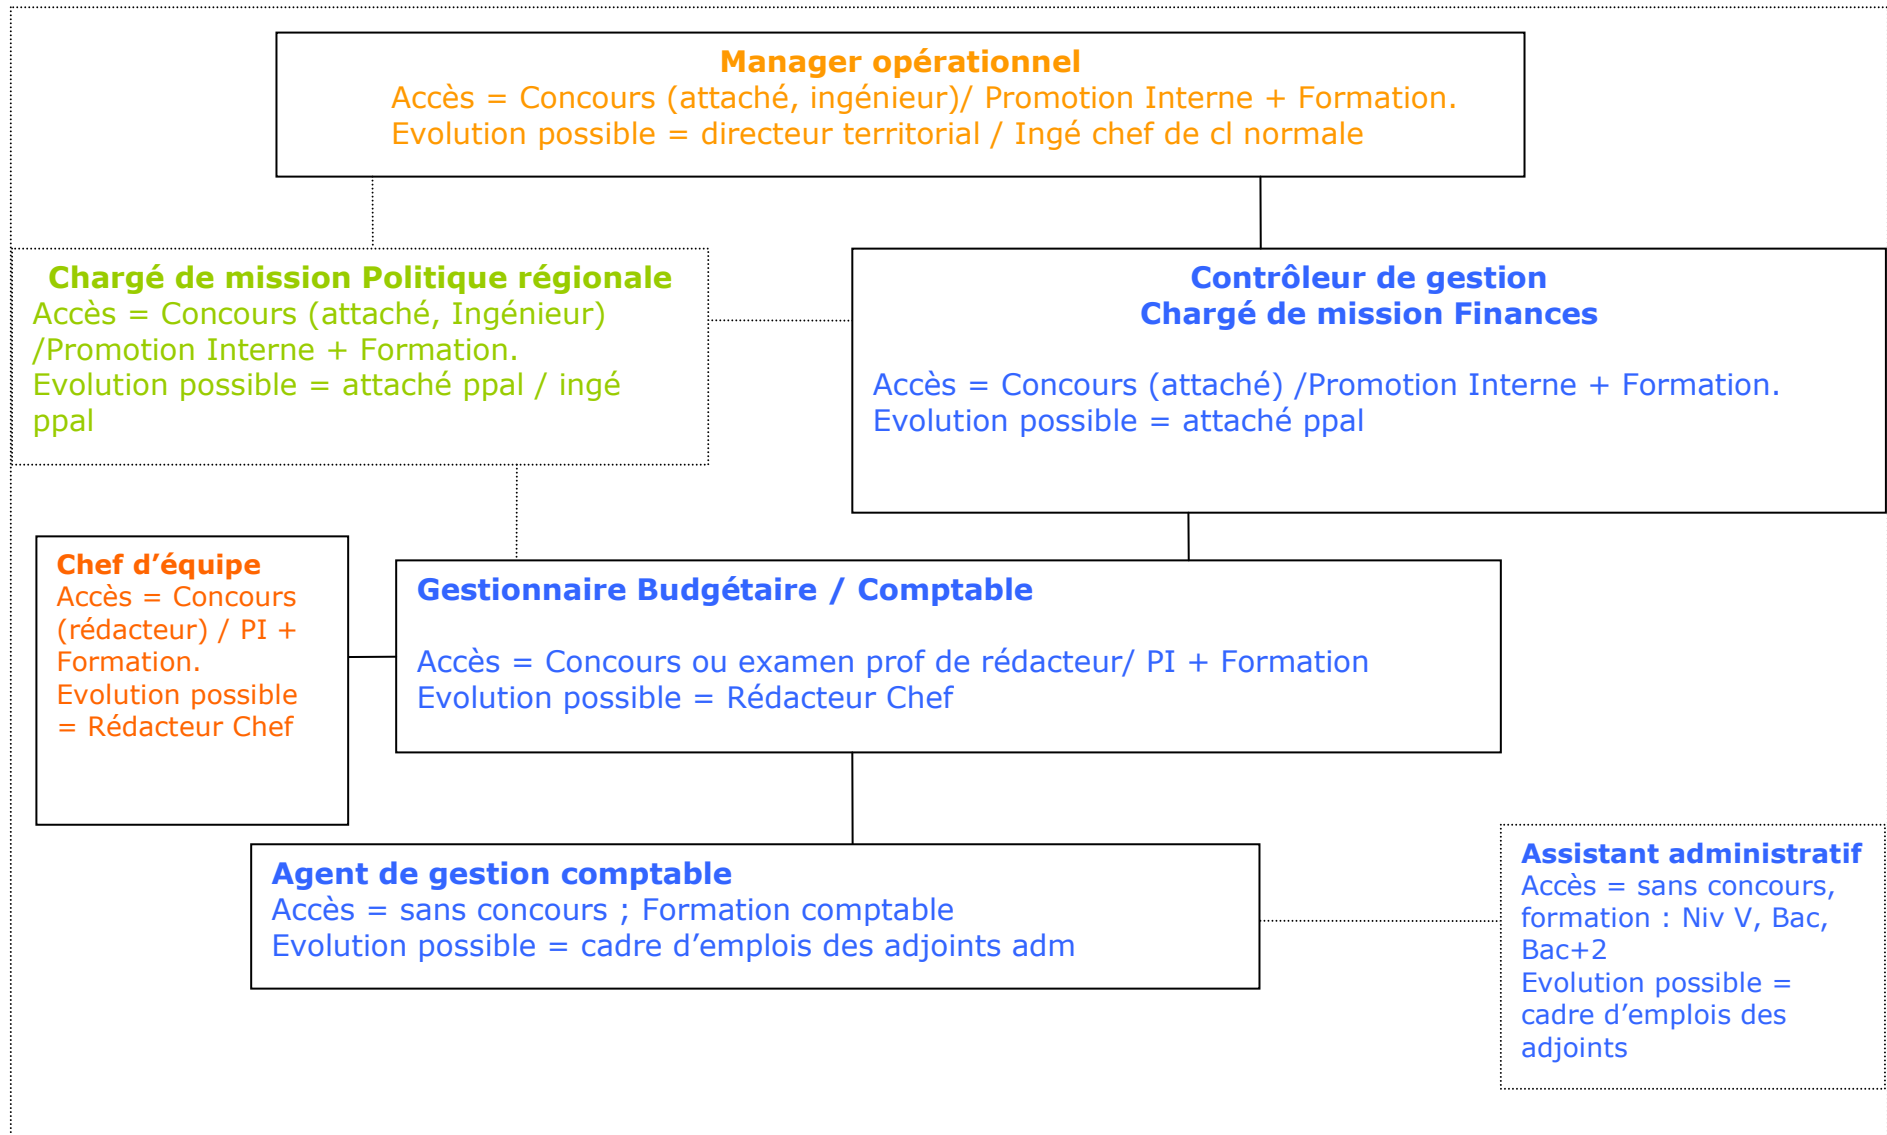 Manager opérationnel
Accès = Concours (attaché, ingénieur)/ Promotion Interne + Formation.
Evolution possible = directeur territorial / Ingé chef de cl normale
Chargé de mission Politique régionale
Accès = Concours (attaché, Ingénieur)
/Promotion Interne + Formation.
Evolution possible = attaché ppal / ingé
ppal
Contrôleur de gestion
Chargé de mission Finances
Accès = Concours (attaché) /Promotion Interne + Formation.
Evolution possible = attaché ppal
Chef d’équipe
Accès = Concours
(rédacteur) / PI +
Formation.
Evolution possible
= Rédacteur Chef
Gestionnaire Budgétaire / Comptable
Accès = Concours ou examen prof de rédacteur/ PI + Formation
Evolution possible = Rédacteur Chef
Agent de gestion comptable
Accès = sans concours ; Formation comptable
Evolution possible = cadre d’emplois des adjoints adm
Assistant administratif
Accès = sans concours,
formation : Niv V, Bac,
Bac+2
Evolution possible =
cadre d’emplois des
adjoints